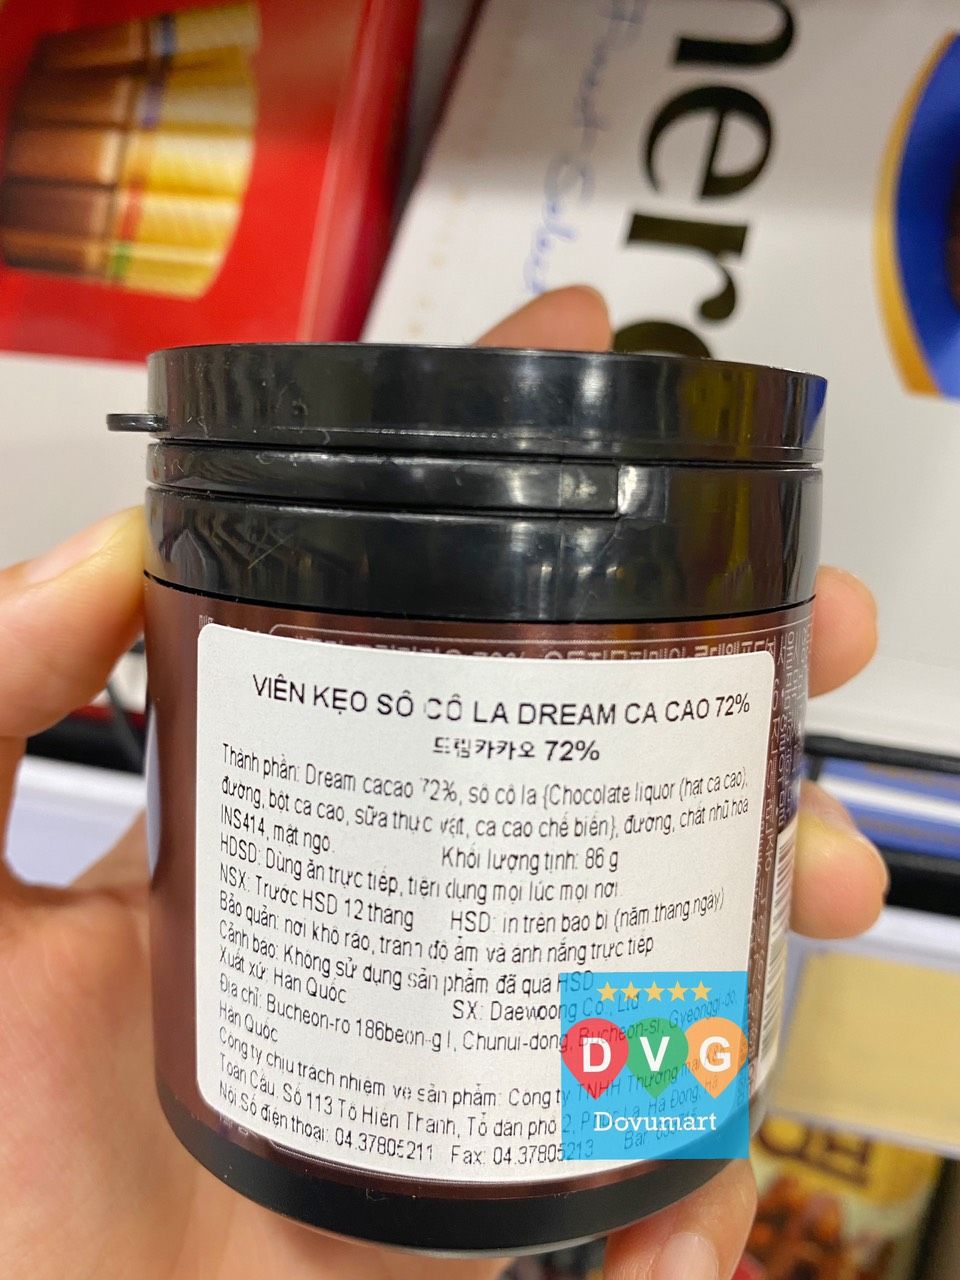 ner
VIÊN KẸO SÔ CÔ LA DREAM CA CAO 72%
드림카카오 72%
Thành phần: Dream cacao 72%, sô cô la {Chocolate liquor (hạt ca cao),
đường, bột ca cao, sữa thực vật, ca cao chế biến}, đường, chất nhũ hóa
INS414, mật ngô. Khối lượng tịnh: 86 g
HDSD: Dùng ăn trực tiếp, tiện dụng mọi lúc mọi nơi.
NSX: Trước HSD 12 tháng HSD: in trên bao bì (năm.tháng.ngày)
Bảo quản: nơi khô ráo, tránh độ ẩm và ánh nắng trực tiếp
Cảnh báo: Không sử dụng sản phẩm đã quá HSD
Xuất xứ: Hàn Quốc SX: Daewoong Co., Ltd
Địa chỉ: Bucheon-ro 186beon-gil, Chunui-dong, Bucheon-si, Gyeonggi-do,
Hàn Quốc
Công ty chịu trách nhiệm về sản phẩm: Công ty TNHH Thương mại
Toàn Cầu. Số 113 Tô Hiến Thành, Tổ dân phố 2, P. La, Hà Đông, Hà
Nội Số điện thoại: 04.37805211 Fax: 04.37805213
DVG
Dovumart